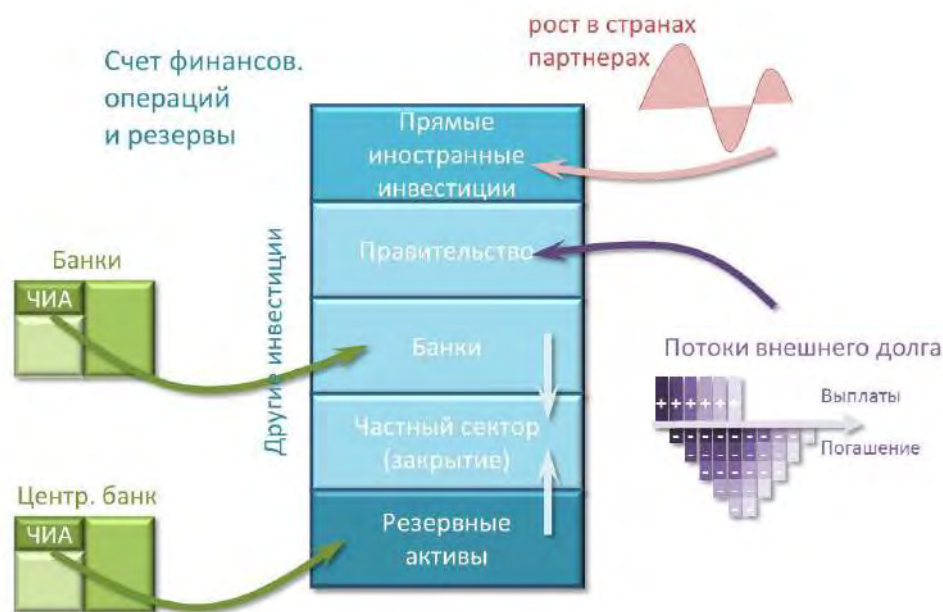 рост в странах
партнерах
Счет финансов.
операций
и резервы
Прямые
иностранные
инвестиции
Другие инвестиции
Правительство
Банки
ЧИА
Банки
Потоки внешнего долга
+ + + + + +
Выплаты
Погашение
Частный сектор
(закрытие)
Центр. банк
ЧИА
Резервные
активы